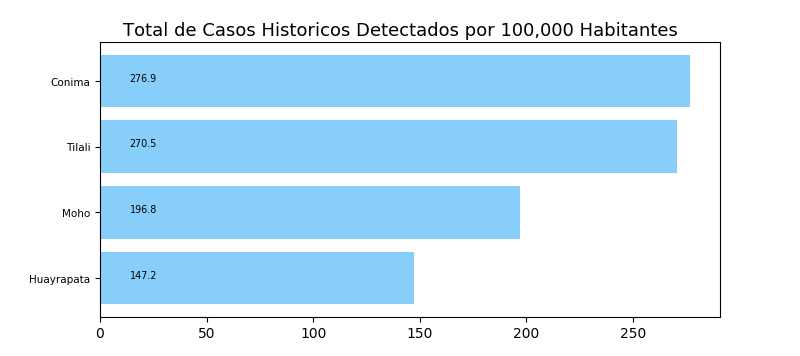 Total de Casos Historicos Detectados por 100,000 Habitantes
Conima 276.9
Tilali 270.5
Moho 196.8
Huayrapata 147.2
0 50 100 150 200 250